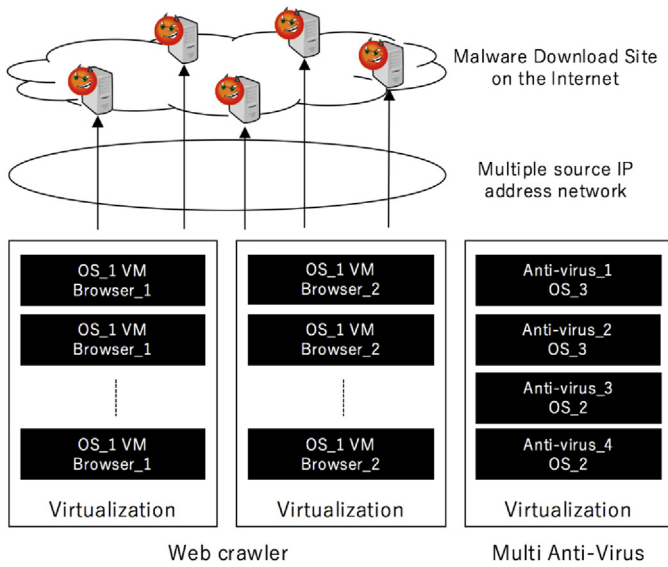 Malware Download Site
on the Internet
Multiple source IP
address network
OS_1 VM
Browser_1
OS_1 VM
Browser_1
OS_1 VM
Browser_1
Virtualization
OS_1 VM
Browser_2
OS_1 VM
Browser_2
OS_1 VM
Browser_2
Virtualization
Anti-virus_1
OS_3
Anti-virus_2
OS_3
Anti-virus_3
OS_2
Anti-virus_4
OS_2
Virtualization
Web crawler
Multi Anti-Virus